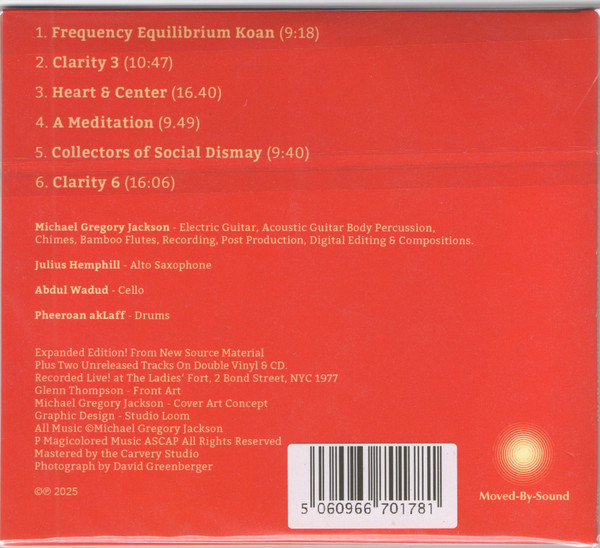 1. Frequency Equilibrium Koan (9:18)
2. Clarity 3 (10:47)
3. Heart & Center (16.40)
4. A Meditation (9.49)
5. Collectors of Social Dismay (9:40)
6. Clarity 6 (16:06)
Michael Gregory Jackson - Electric Guitar, Acoustic Guitar Body Percussion,
Chimes, Bamboo Flutes, Recording, Post Production, Digital Editing & Compositions.
Julius Hemphill - Alto Saxophone
Abdul Wadud - Cello
Pheeroan akLaff - Drums
Expanded Edition! From New Source Material
Plus Two Unreleased Tracks On Double Vinyl & CD.
Recorded Live! at The Ladies' Fort, 2 Bond Street, NYC 1977
Glenn Thompson - Front Art
Michael Gregory Jackson - Cover Art Concept
Graphic Design - Studio Loom
All Music ©Michael Gregory Jackson
P Magicolored Music ASCAP All Rights Reserved
Mastered by the Carvery Studio
Photograph by David Greenberger
©℗ 2025
5 060966 701781
Moved-By-Sound